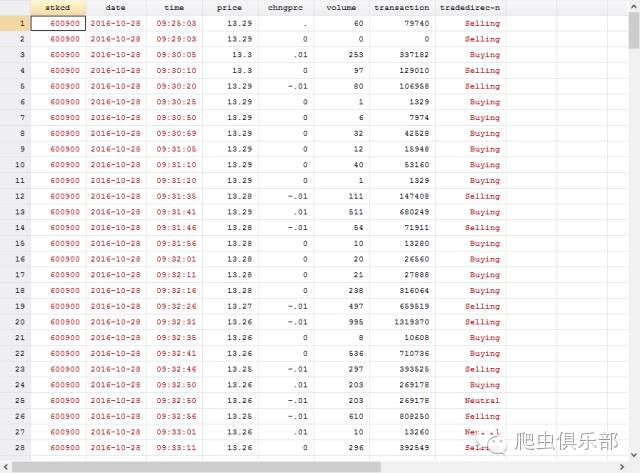 stkcd date time price chngprc volume transaction tradedirec~n
1 600900 2016-10-28 09:25:03 13.29 . 60 79740 Selling
2 600900 2016-10-28 09:29:03 0 0 0 0 Selling
3 600900 2016-10-28 09:30:05 13.3 .01 253 337182 Buying
4 600900 2016-10-28 09:30:10 13.3 0 97 129010 Selling
5 600900 2016-10-28 09:30:15 13.29 -.01 80 106958 Selling
6 600900 2016-10-28 09:30:20 13.29 0 1 1329 Buying
7 600900 2016-10-28 09:30:50 13.29 0 6 7974 Buying
8 600900 2016-10-28 09:30:59 13.29 0 32 42528 Buying
9 600900 2016-10-28 09:31:05 13.29 0 12 15948 Buying
10 600900 2016-10-28 09:31:10 13.29 0 40 53160 Buying
11 600900 2016-10-28 09:31:20 13.29 0 1 1329 Buying
12 600900 2016-10-28 09:31:35 13.28 -.01 111 147408 Selling
13 600900 2016-10-28 09:31:41 13.29 .01 511 680249 Buying
14 600900 2016-10-28 09:31:46 13.28 -.01 54 71911 Selling
15 600900 2016-10-28 09:31:56 13.28 0 10 13280 Buying
16 600900 2016-10-28 09:32:01 13.28 0 20 26560 Buying
17 600900 2016-10-28 09:32:11 13.28 0 21 27888 Buying
18 600900 2016-10-28 09:32:16 13.28 0 238 316064 Buying
19 600900 2016-10-28 09:32:26 13.27 -.01 497 659519 Selling
20 600900 2016-10-28 09:32:31 13.26 -.01 995 1319370 Selling
21 600900 2016-10-28 09:32:35 13.26 0 8 10608 Buying
22 600900 2016-10-28 09:32:41 13.26 0 536 710736 Buying
23 600900 2016-10-28 09:32:46 13.25 -.01 297 393525 Selling
24 600900 2016-10-28 09:32:50 13.26 .01 203 269178 Buying
25 600900 2016-10-28 09:32:50 13.26 -.01 203 269178 Neutral
26 600900 2016-10-28 09:32:56 13.25 -.01 610 808250 Selling
27 600900 2016-10-28 09:33:01 13.26 .01 10 13260
28 600900 2016-10-28 09:33:11 13.26 0 296 392549
爬虫俱乐部